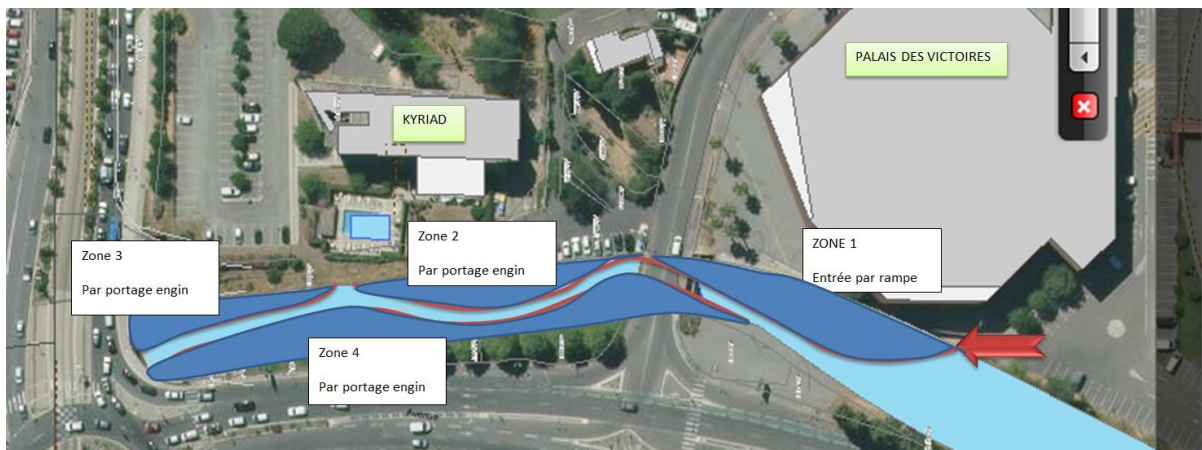 PALAIS DES VICTOIRES
KYRIAD
Zone 2
Par portage engin
ZONE 1
Entrée par rampe
Zone 3
Par portage engin
Zone 4
Par portage engin